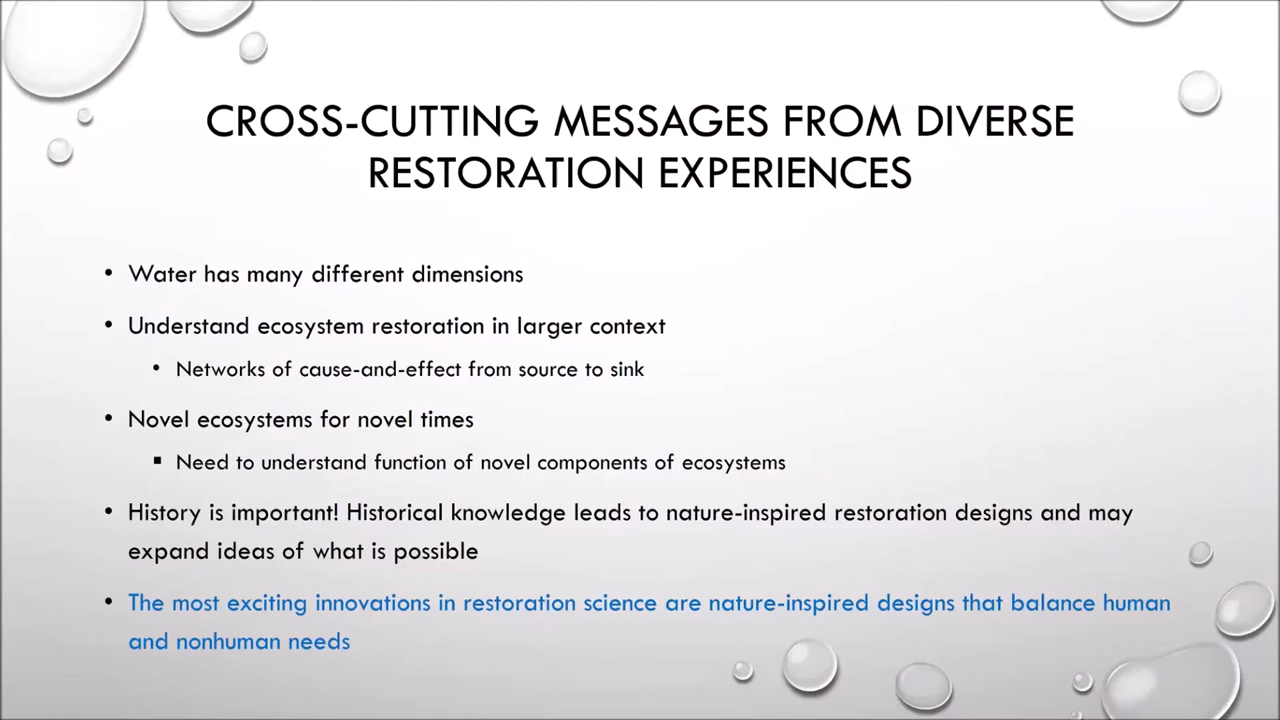 CROSS-CUTTING MESSAGES FROM DIVERSE
RESTORATION EXPERIENCES
• Water has many different dimensions
• Understand ecosystem restoration in larger context
• Networks of cause-and-effect from source to sink
• Novel ecosystems for novel times
▪ Need to understand function of novel components of ecosystems
• History is important! Historical knowledge leads to nature-inspired restoration designs and may
expand ideas of what is possible
• The most exciting innovations in restoration science are nature-inspired designs that balance human
and nonhuman needs